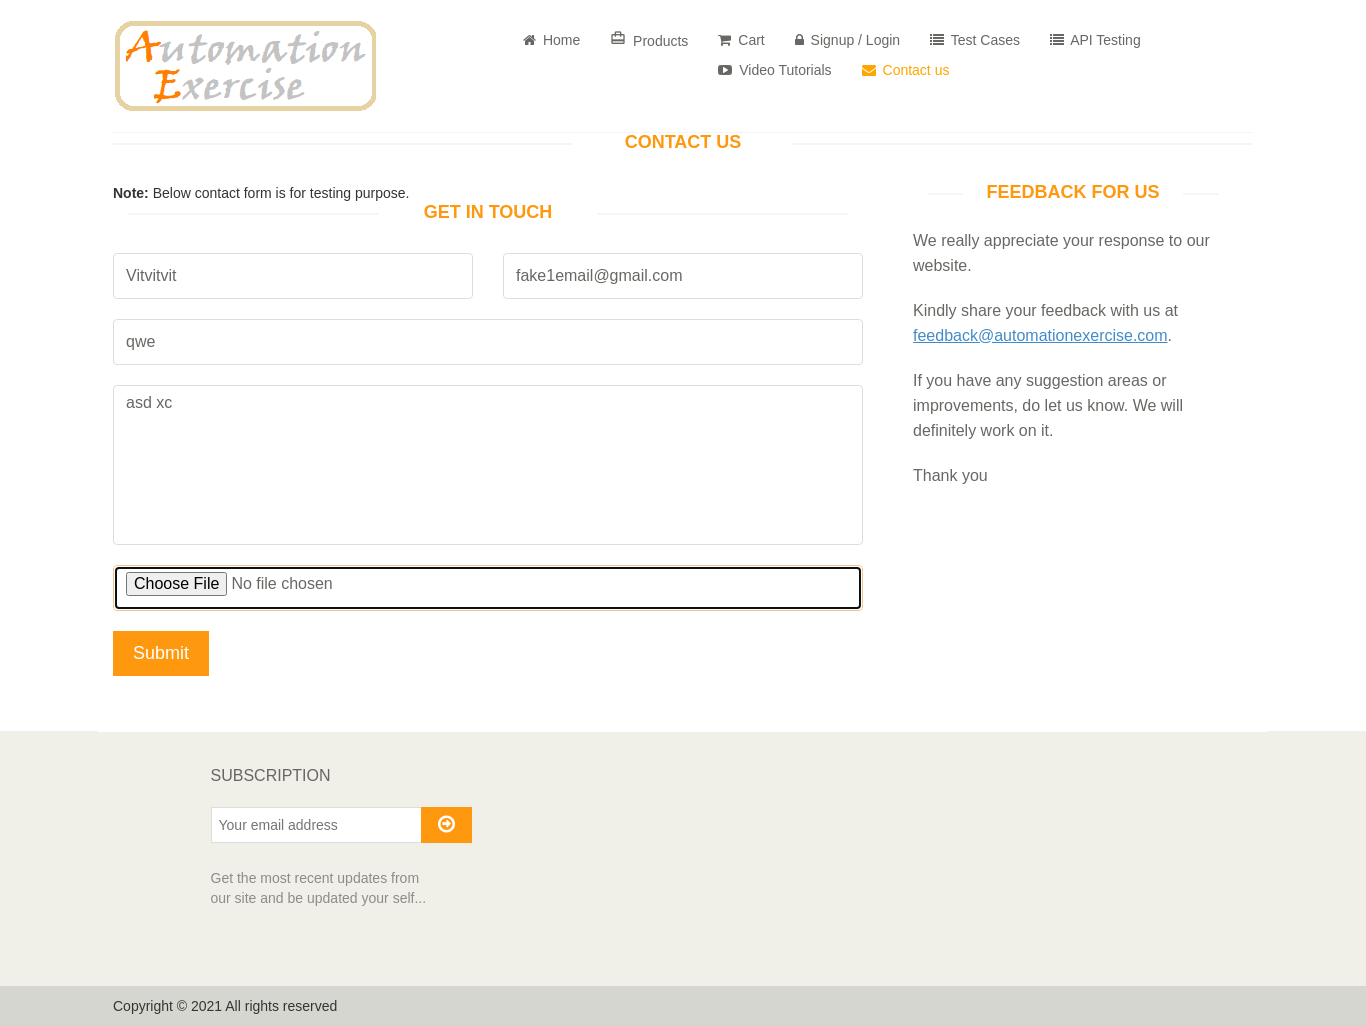 Automation
Exercise
Home
Products
Cart
Signup / Login
Test Cases
API Testing
Video Tutorials
Contact us
CONTACT US
Note: Below contact form is for testing purpose.
GET IN TOUCH
Vitvitvit
fake1email@gmail.com
qwe
asd xc
Choose File No file chosen
Submit
FEEDBACK FOR US
We really appreciate your response to our
website.
Kindly share your feedback with us at
feedback@automationexercise.com.
If you have any suggestion areas or
improvements, do let us know. We will
definitely work on it.
Thank you
SUBSCRIPTION
Your email address
Get the most recent updates from
our site and be updated your self...
Copyright © 2021 All rights reserved